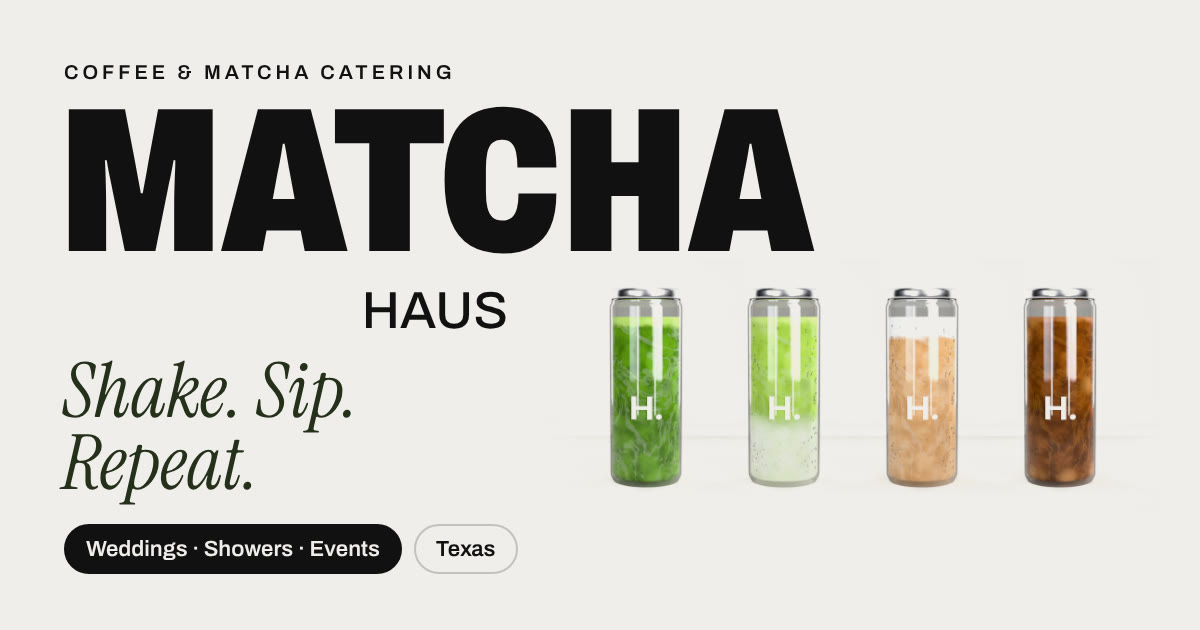 COFFEE & MATCHA CATERING
MATCHA
HAUS
Shake. Sip.
Repeat.
H. H. H. H.
Weddings · Showers · Events
Texas